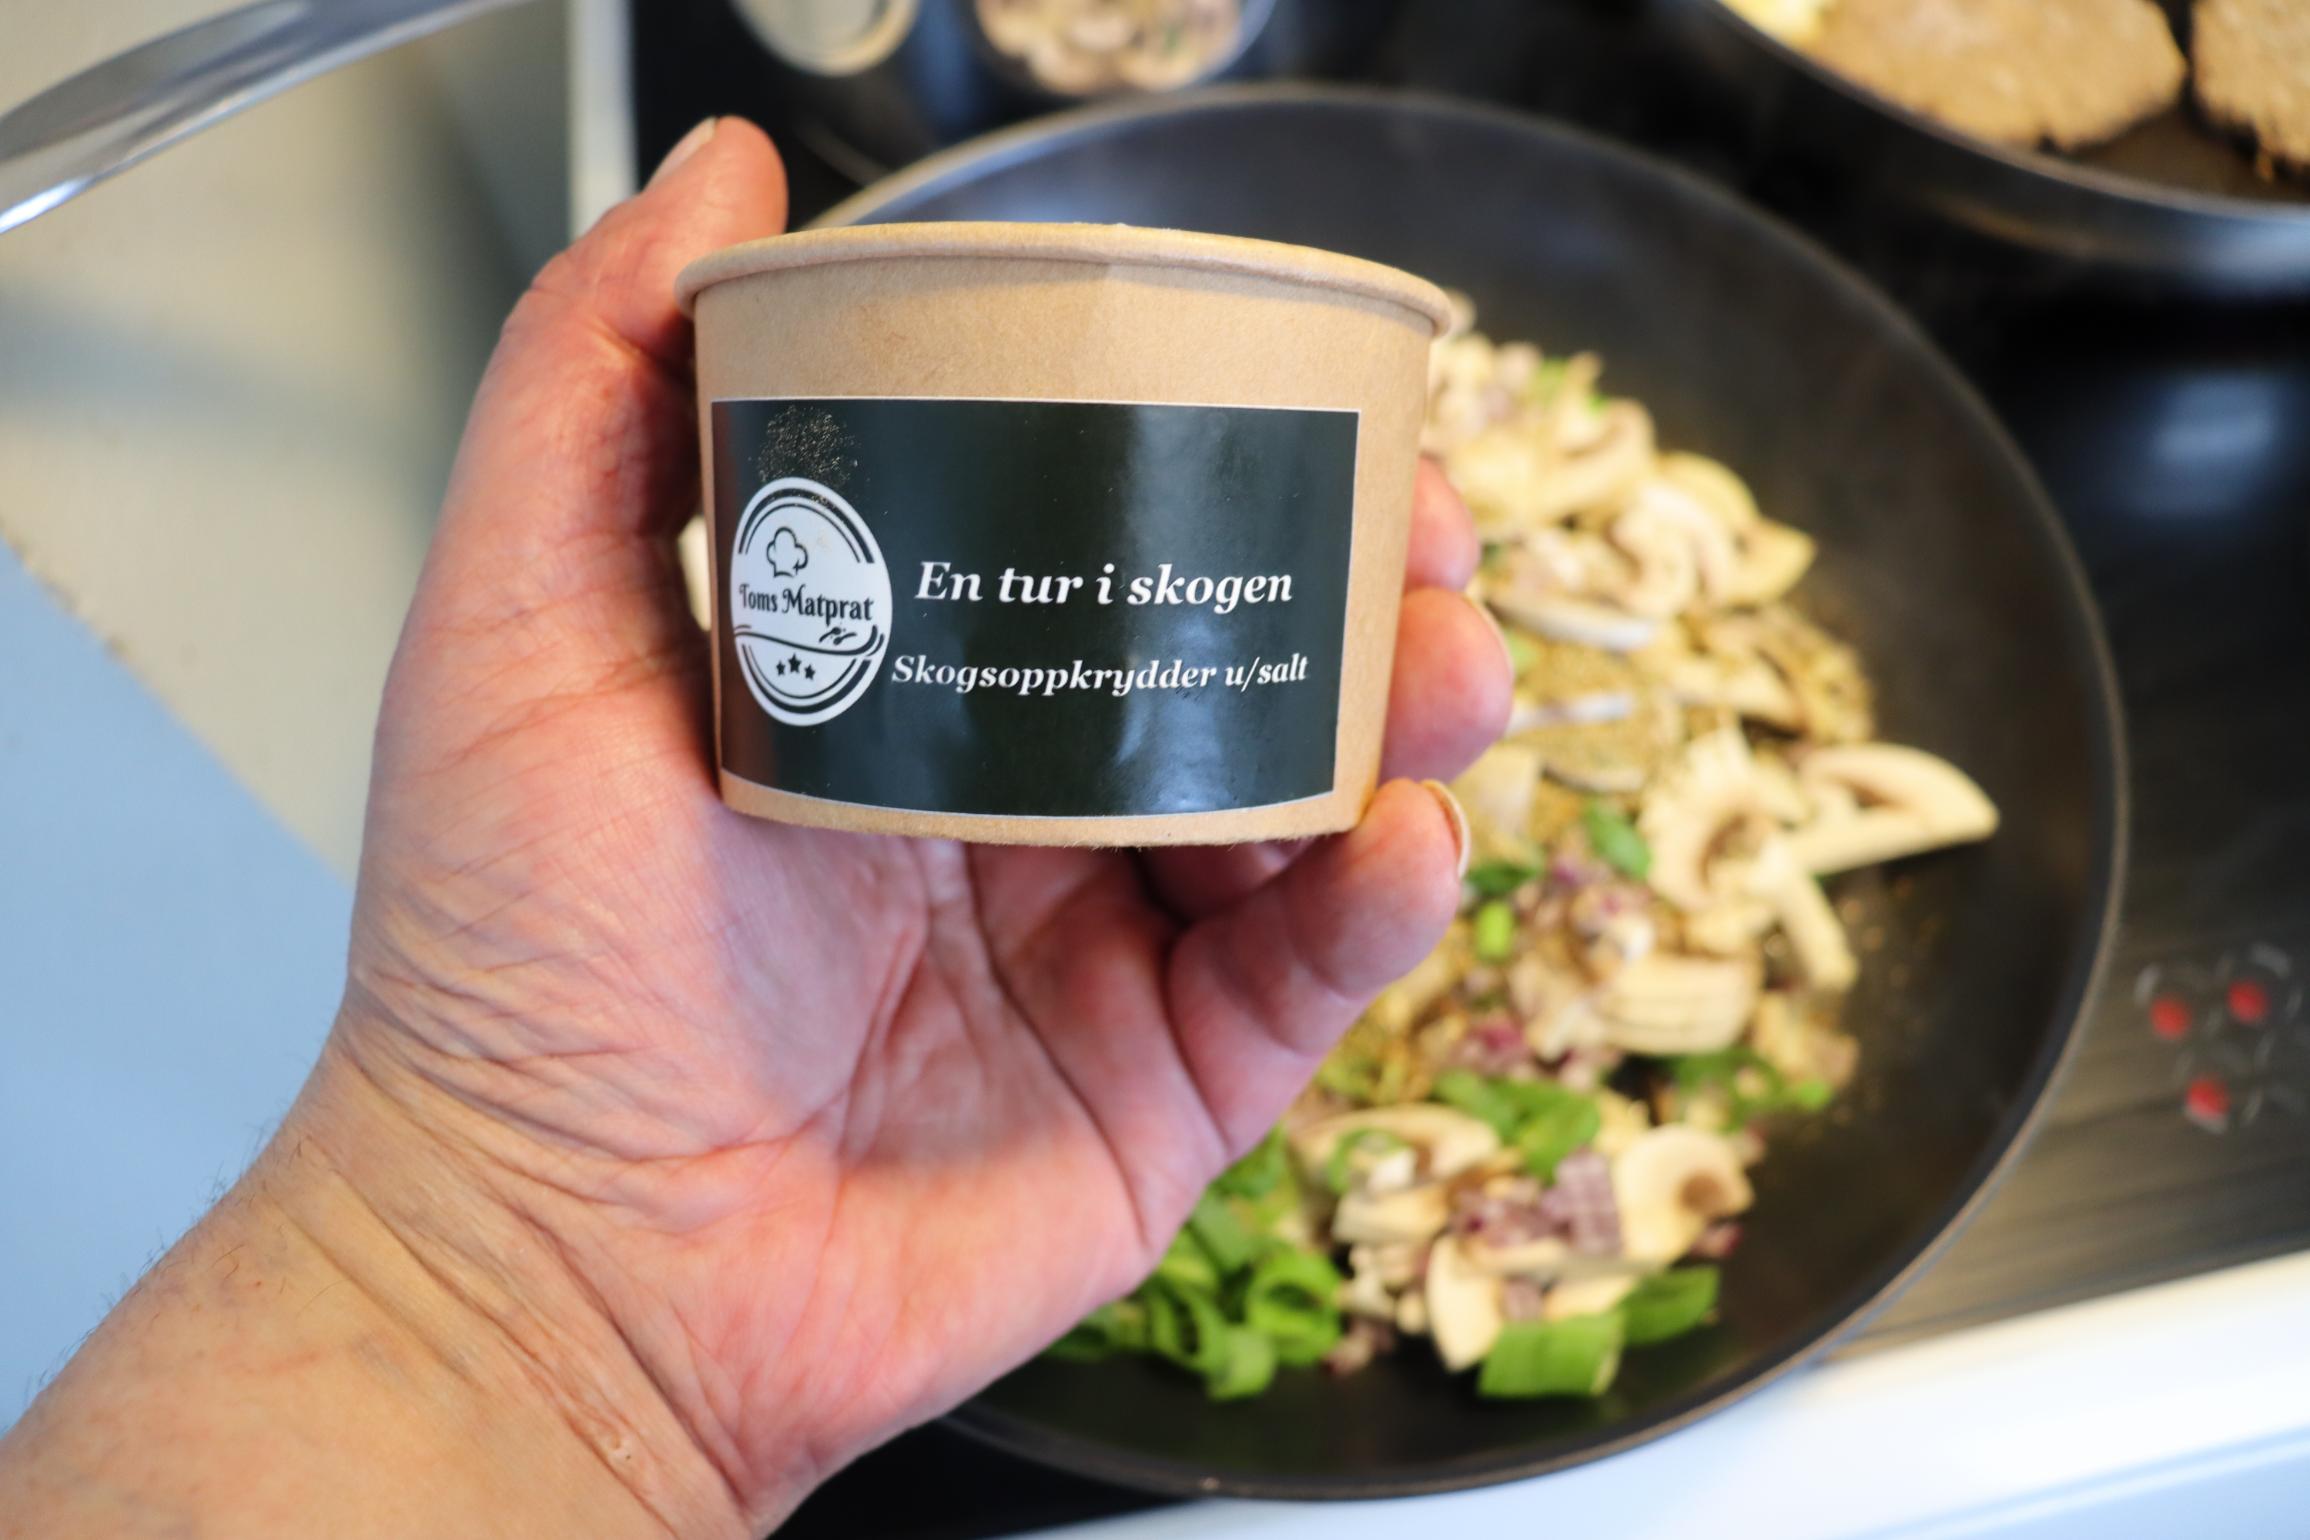 Toms Matprat
En tur i skogen
Skogsoppkrydder u/salt